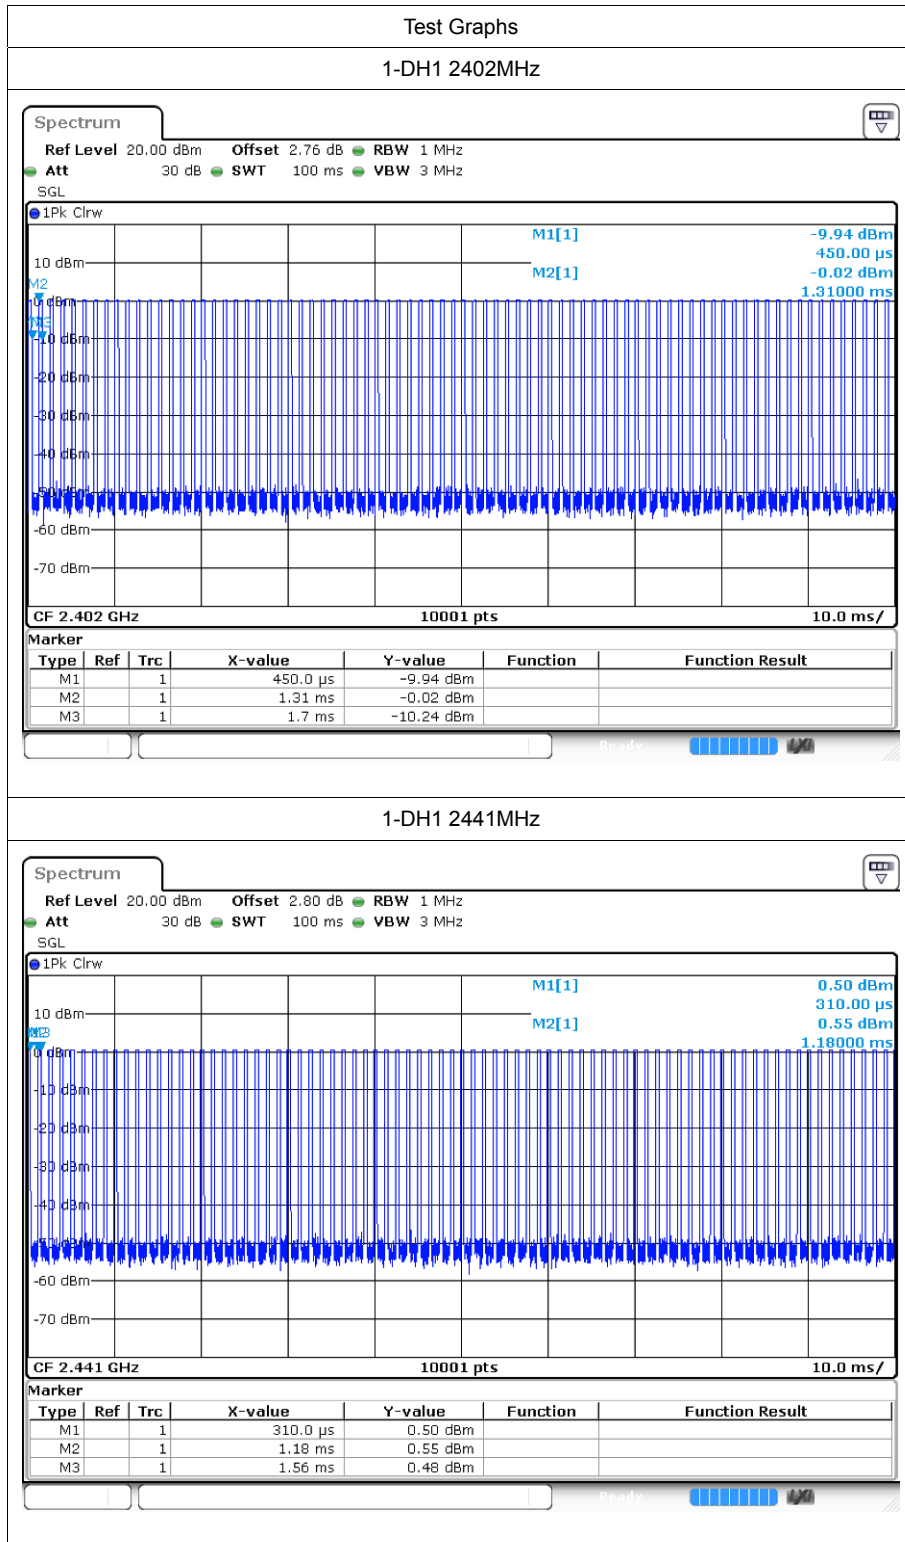 Test Graphs
1-DH1 2402MHz
Spectrum
Ref Level 20.00 dBm Offset 2.76 dB RBW 1 MHz
Att 30 dB SWT 100 ms VBW 3 MHz
SGL
1Pk Clrw
M1[1] -9.94 dBm
450.00 µs
10 dBm
M2[1] -0.02 dBm
1.31000 ms
M2
0 dBm
M3
-10 dBm
-20 dBm
-30 dBm
-40 dBm
-50 dBm
-60 dBm
-70 dBm
CF 2.402 GHz 10001 pts 10.0 ms/
Marker
Type Ref Trc X-value Y-value Function Function Result
M1 1 450.0 µs -9.94 dBm
M2 1 1.31 ms -0.02 dBm
M3 1 1.7 ms -10.24 dBm
Ready LXI
1-DH1 2441MHz
Spectrum
Ref Level 20.00 dBm Offset 2.80 dB RBW 1 MHz
Att 30 dB SWT 100 ms VBW 3 MHz
SGL
1Pk Clrw
M1[1] 0.50 dBm
310.00 µs
10 dBm
M2[1] 0.55 dBm
1.18000 ms
0 dBm
-10 dBm
-20 dBm
-30 dBm
-40 dBm
-50 dBm
-60 dBm
-70 dBm
CF 2.441 GHz 10001 pts 10.0 ms/
Marker
Type Ref Trc X-value Y-value Function Function Result
M1 1 310.0 µs 0.50 dBm
M2 1 1.18 ms 0.55 dBm
M3 1 1.56 ms 0.48 dBm
Ready LXI